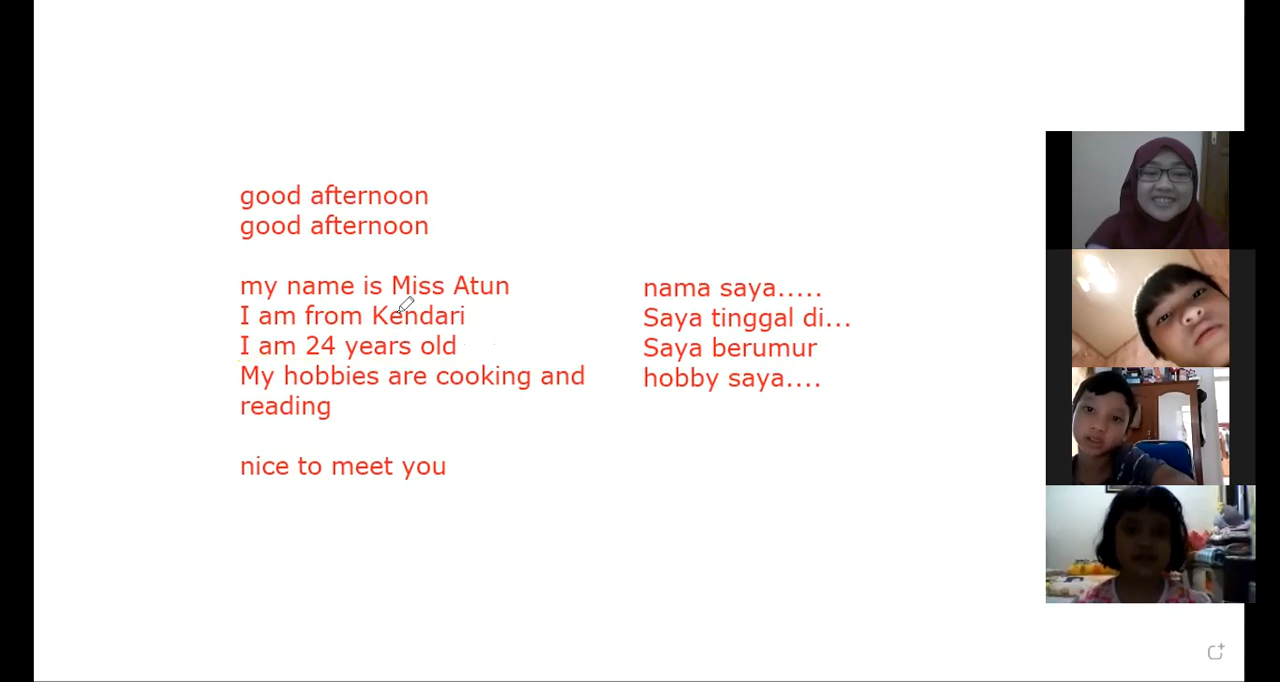 good afternoon
good afternoon
my name is Miss Atun
I am from Kendari
I am 24 years old
My hobbies are cooking and
reading
nice to meet you
nama saya.....
Saya tinggal di...
Saya berumur
hobby saya....